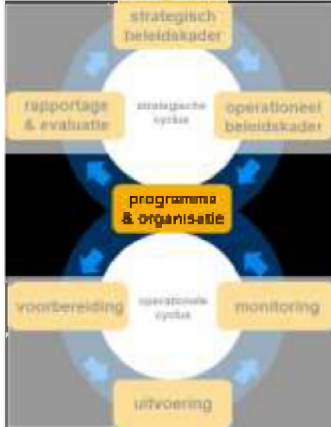 strategisch
beleidskader
rapportage
& evaluatie
strategische
cyclus
operationeel
beleidskader
programma
& organisatie
voorbereiding
operationele
cyclus
monitoring
uitvoering